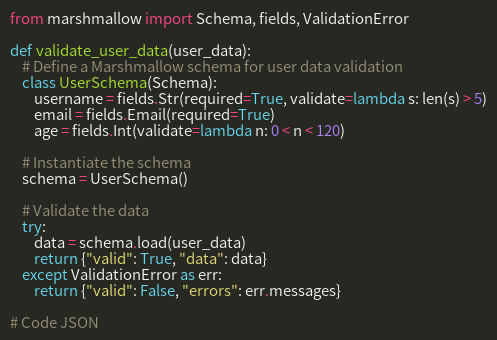 from marshmallow import Schema, fields, ValidationError
def validate_user_data(user_data):
# Define a Marshmallow schema for user data validation
class UserSchema(Schema):
username = fields.Str(required=True, validate=lambda s: len(s) > 5)
email = fields.Email(required=True)
age = fields.Int(validate=lambda n: 0 < n < 120)
# Instantiate the schema
schema = UserSchema()
# Validate the data
try:
data = schema.load(user_data)
return {"valid": True, "data": data}
except ValidationError as err:
return {"valid": False, "errors": err.messages}
# Code JSON